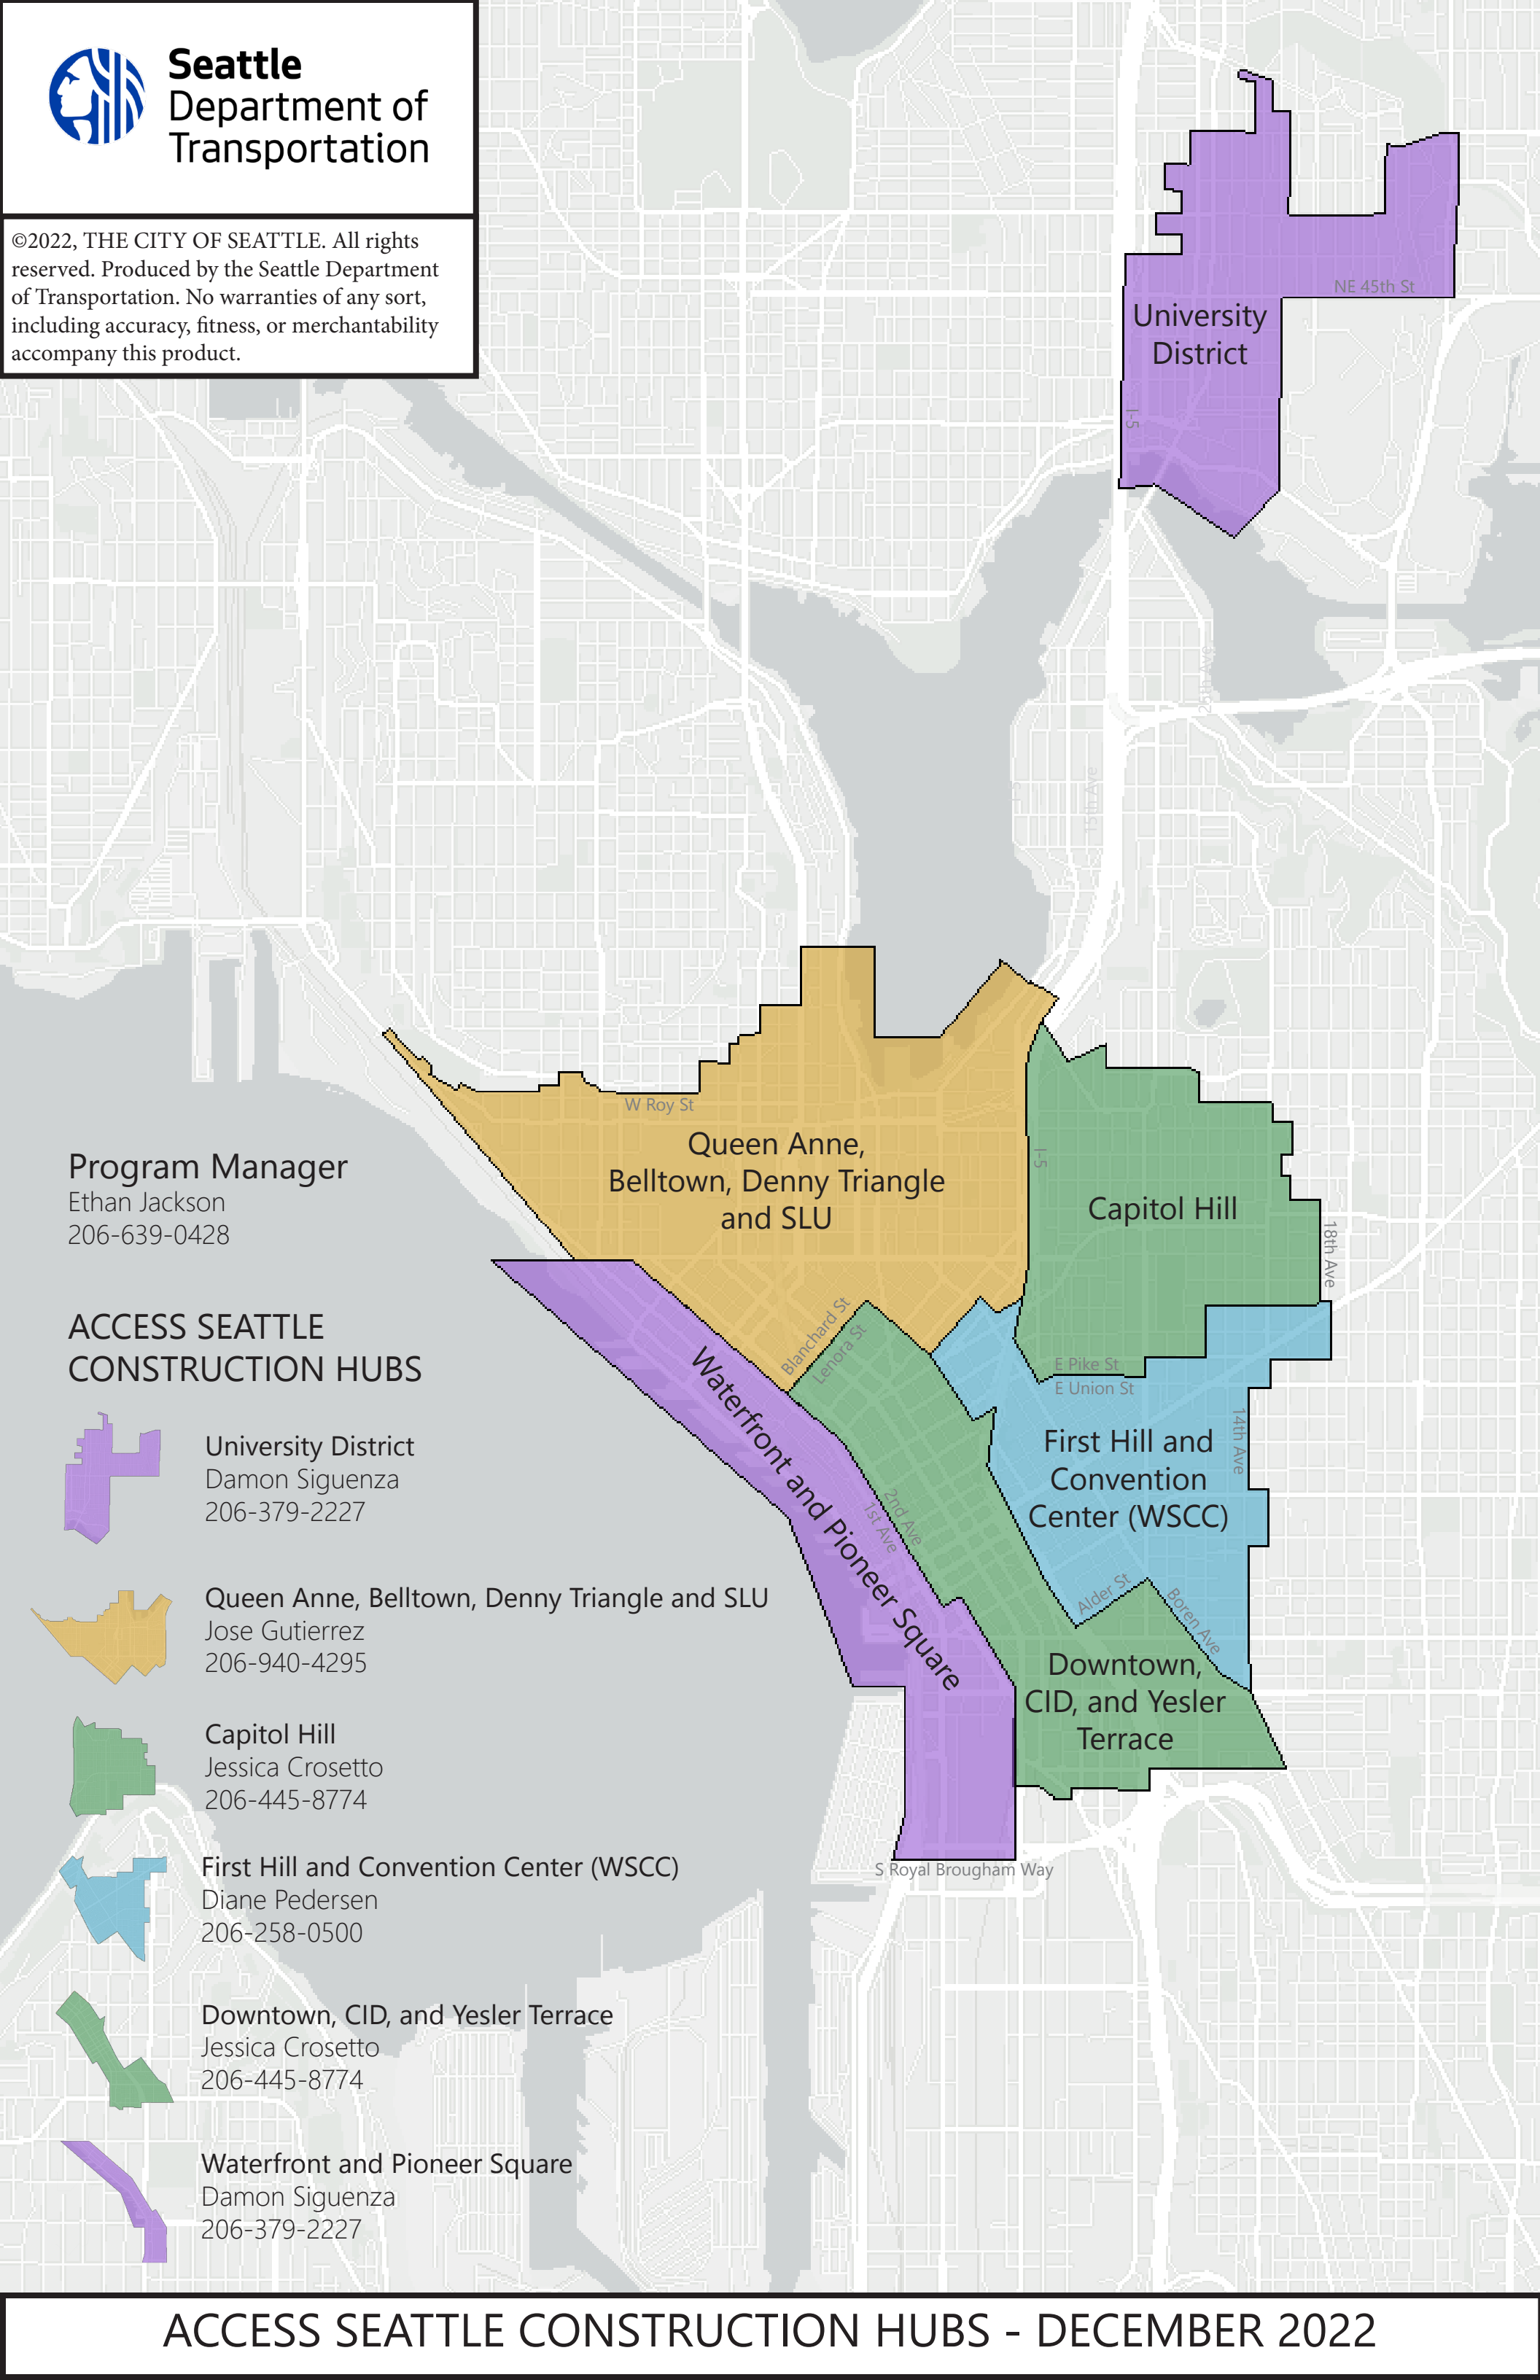 Seattle
Department of
Transportation
©2022, THE CITY OF SEATTLE. All rights
reserved. Produced by the Seattle Department
of Transportation. No warranties of any sort,
including accuracy, fitness, or merchantability
accompany this product.
NE 45th St
University
District
I-5
15th Ave
I-5
W Roy St
Queen Anne,
Belltown, Denny Triangle
and SLU
I-5
Capitol Hill
18th Ave
Blanchard St
Lenora St
E Pike St
E Union St
14th Ave
First Hill and
Convention
Center (WSCC)
Waterfront and Pioneer Square
2nd Ave
1st Ave
Alder St
Boren Ave
Downtown,
CID, and Yesler
Terrace
S Royal Brougham Way
Program Manager
Ethan Jackson
206-639-0428
ACCESS SEATTLE
CONSTRUCTION HUBS
University District
Damon Siguenza
206-379-2227
Queen Anne, Belltown, Denny Triangle and SLU
Jose Gutierrez
206-940-4295
Capitol Hill
Jessica Crosetto
206-445-8774
First Hill and Convention Center (WSCC)
Diane Pedersen
206-258-0500
Downtown, CID, and Yesler Terrace
Jessica Crosetto
206-445-8774
Waterfront and Pioneer Square
Damon Siguenza
206-379-2227
ACCESS SEATTLE CONSTRUCTION HUBS - DECEMBER 2022